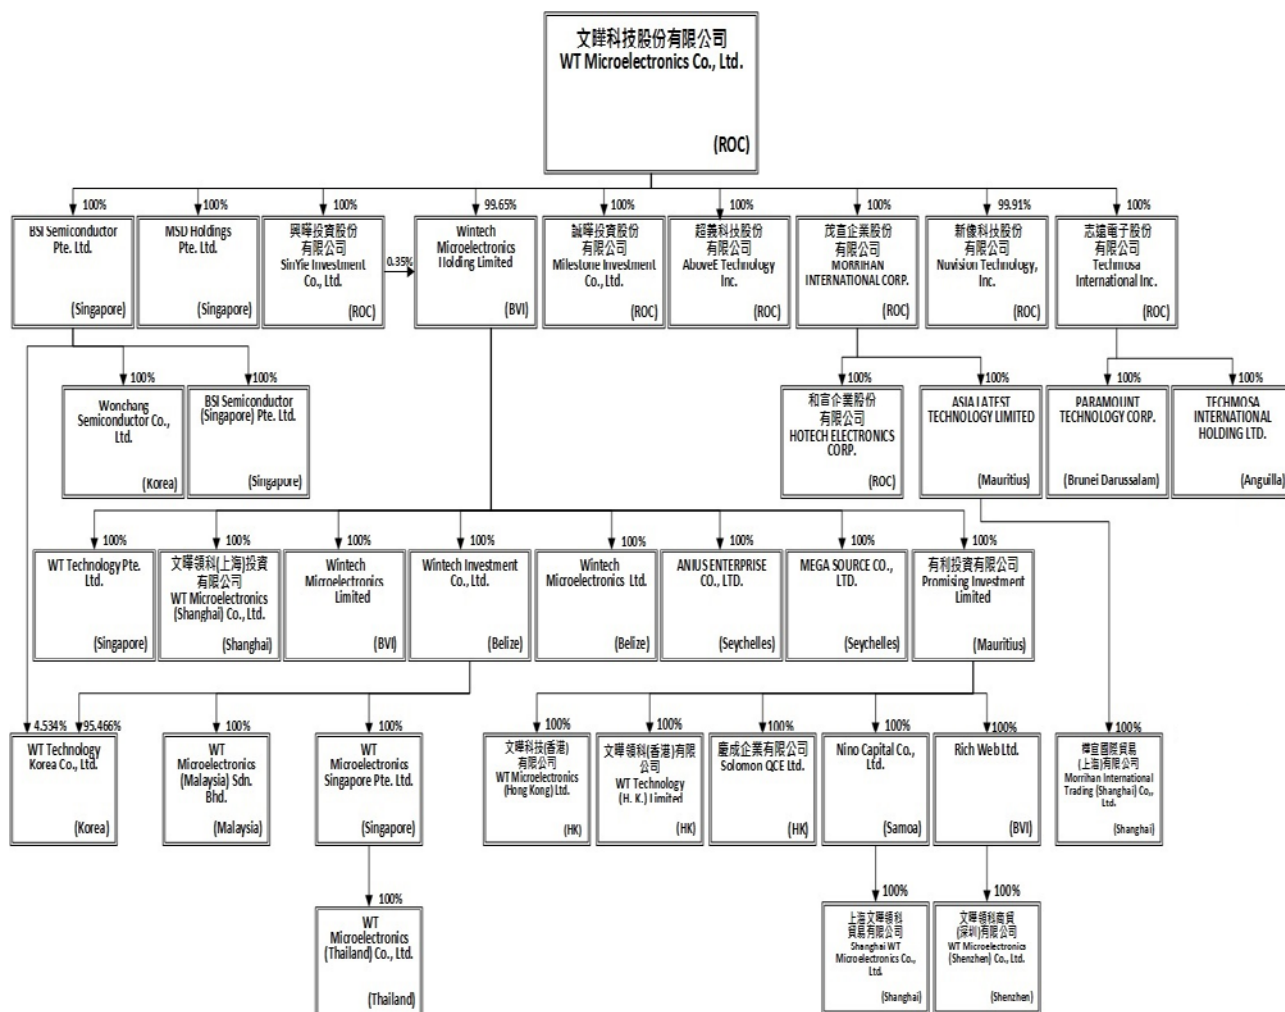 文曄科技股份有限公司
WT Microelectronics Co., Ltd.
(ROC)
100%
100%
100%
99.65%
100%
100%
100%
99.91%
100%
BSI Semiconductor
Pte. Ltd.
(Singapore)
MSD Holdings
Pte. Ltd.
(Singapore)
興曄投資股份
有限公司
SinYie Investment
Co., Ltd.
(ROC)
0.35%
Wintech
Microelectronics
Holding Limited
(BVI)
誠曄投資股份
有限公司
Milestone Investment
Co., Ltd.
(ROC)
超義科技股份
有限公司
AboveE Technology
Inc.
(ROC)
茂宣企業股份
有限公司
MORRIHAN
INTERNATIONAL CORP.
(ROC)
新像科技股份
有限公司
Nuvision Technology,
Inc.
(ROC)
志遠電子股份
有限公司
Techmosa
International Inc.
(ROC)
100%
Wonchang
Semiconductor Co.,
Ltd.
(Korea)
100%
BSI Semiconductor
(Singapore) Pte. Ltd.
(Singapore)
100%
和宣企業股份
有限公司
HOTECH ELECTRONICS
CORP.
(ROC)
100%
ASIA LATEST
TECHNOLOGY LIMITED
(Mauritius)
100%
PARAMOUNT
TECHNOLOGY CORP.
(Brunei Darussalam)
100%
TECHMOSA
INTERNATIONAL
HOLDING LTD.
(Anguilla)
100%
WT Technology Pte.
Ltd.
(Singapore)
100%
文曄領科(上海)投資
有限公司
WT Microelectronics
(Shanghai) Co., Ltd.
(Shanghai)
100%
Wintech
Microelectronics
Limited
(BVI)
100%
Wintech Investment
Co., Ltd.
(Belize)
100%
Wintech
Microelectronics Ltd.
(Belize)
100%
ANIUS ENTERPRISE
CO., LTD.
(Seychelles)
100%
MEGA SOURCE CO.,
LTD.
(Seychelles)
100%
有利投資有限公司
Promising Investment
Limited
(Mauritius)
4.534%
95.466%
WT Technology
Korea Co., Ltd.
(Korea)
100%
WT
Microelectronics
(Malaysia) Sdn.
Bhd.
(Malaysia)
100%
WT
Microelectronics
Singapore Pte. Ltd.
(Singapore)
100%
文曄科技(香港)
有限公司
WT Microelectronics
(Hong Kong) Ltd.
(HK)
100%
文曄領科(香港)有限
公司
WT Technology
(H. K.) Limited
(HK)
100%
慶成企業有限公司
Solomon QCE Ltd.
(HK)
100%
Nino Capital Co.,
Ltd.
(Samoa)
100%
Rich Web Ltd.
(BVI)
100%
樺宣國際貿易
(上海)有限公司
Morrihan International
Trading (Shanghai) Co.,
Ltd.
(Shanghai)
100%
WT
Microelectronics
(Thailand) Co., Ltd.
(Thailand)
100%
上海文曄領科
貿易有限公司
Shanghai WT
Microelectronics Co.,
Ltd.
(Shanghai)
100%
文曄領科商貿
(深圳)有限公司
WT Microelectronics
(Shenzhen) Co., Ltd.
(Shenzhen)